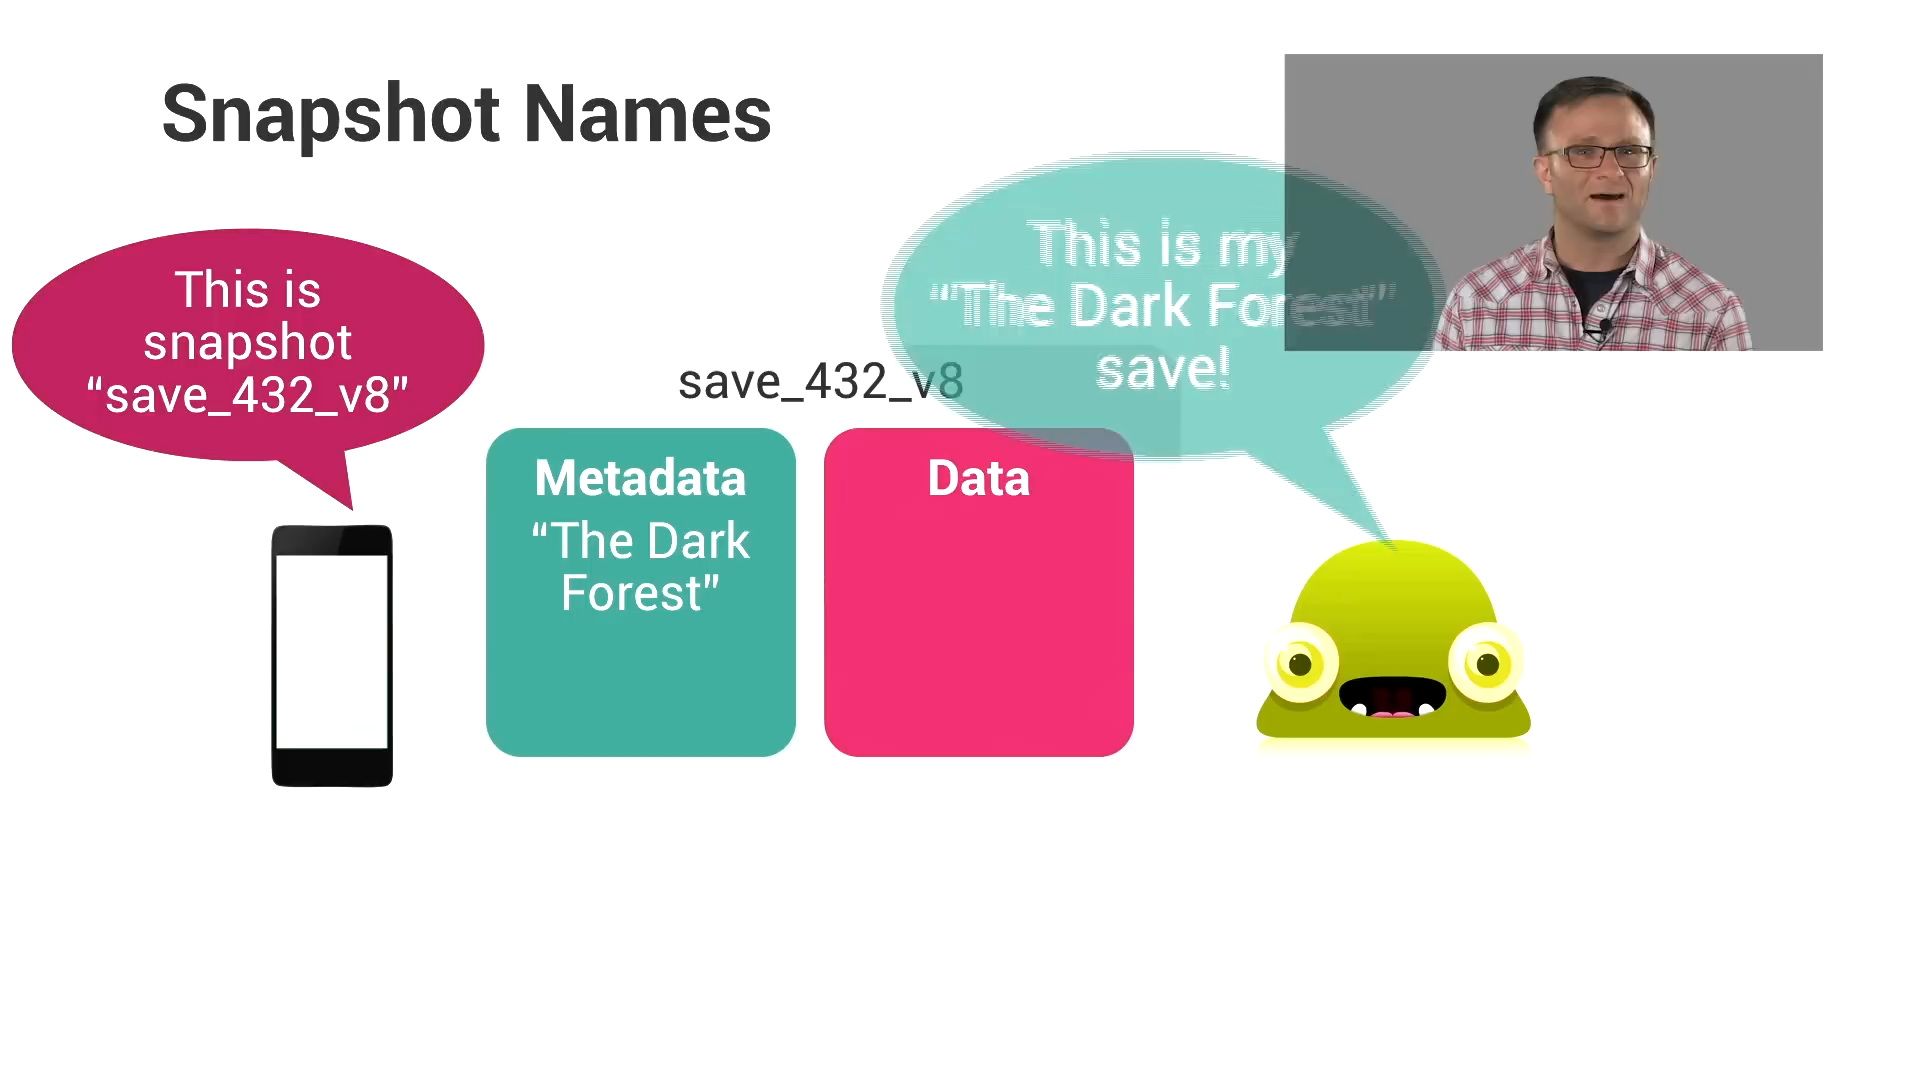 Snapshot Names
This is
snapshot
“save_432_v8”
This is my
“The Dark Forest”
save!
save_432_v8
Metadata
“The Dark
Forest”
Data